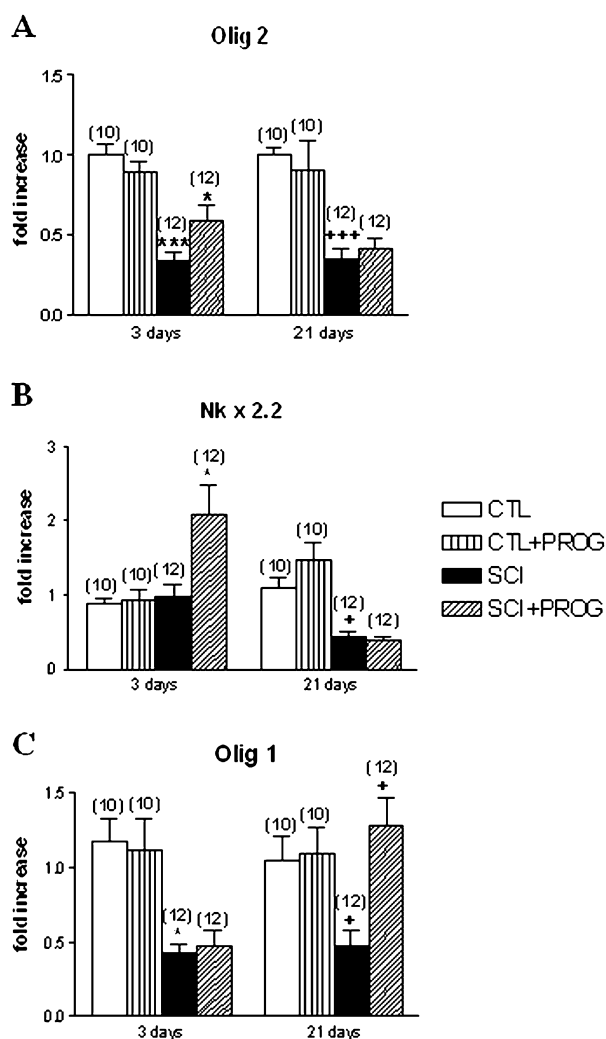 A
Olig 2
fold increase
1.5
1.0
0.5
0.0
(10)
(10)
(12)
***
(12)
*
(10)
(10)
(12)
+++
(12)
3 days
21 days
B
Nk x 2.2
fold increase
3
2
1
0
(10)
(10)
(12)
(12)
*
(10)
(10)
(12)
+
(12)
3 days
21 days
CTL
CTL+PROG
SCI
SCI+PROG
C
Olig 1
fold increase
1.5
1.0
0.5
0.0
(10)
(10)
(12)
*
(12)
(10)
(10)
(12)
+
(12)
+
3 days
21 days